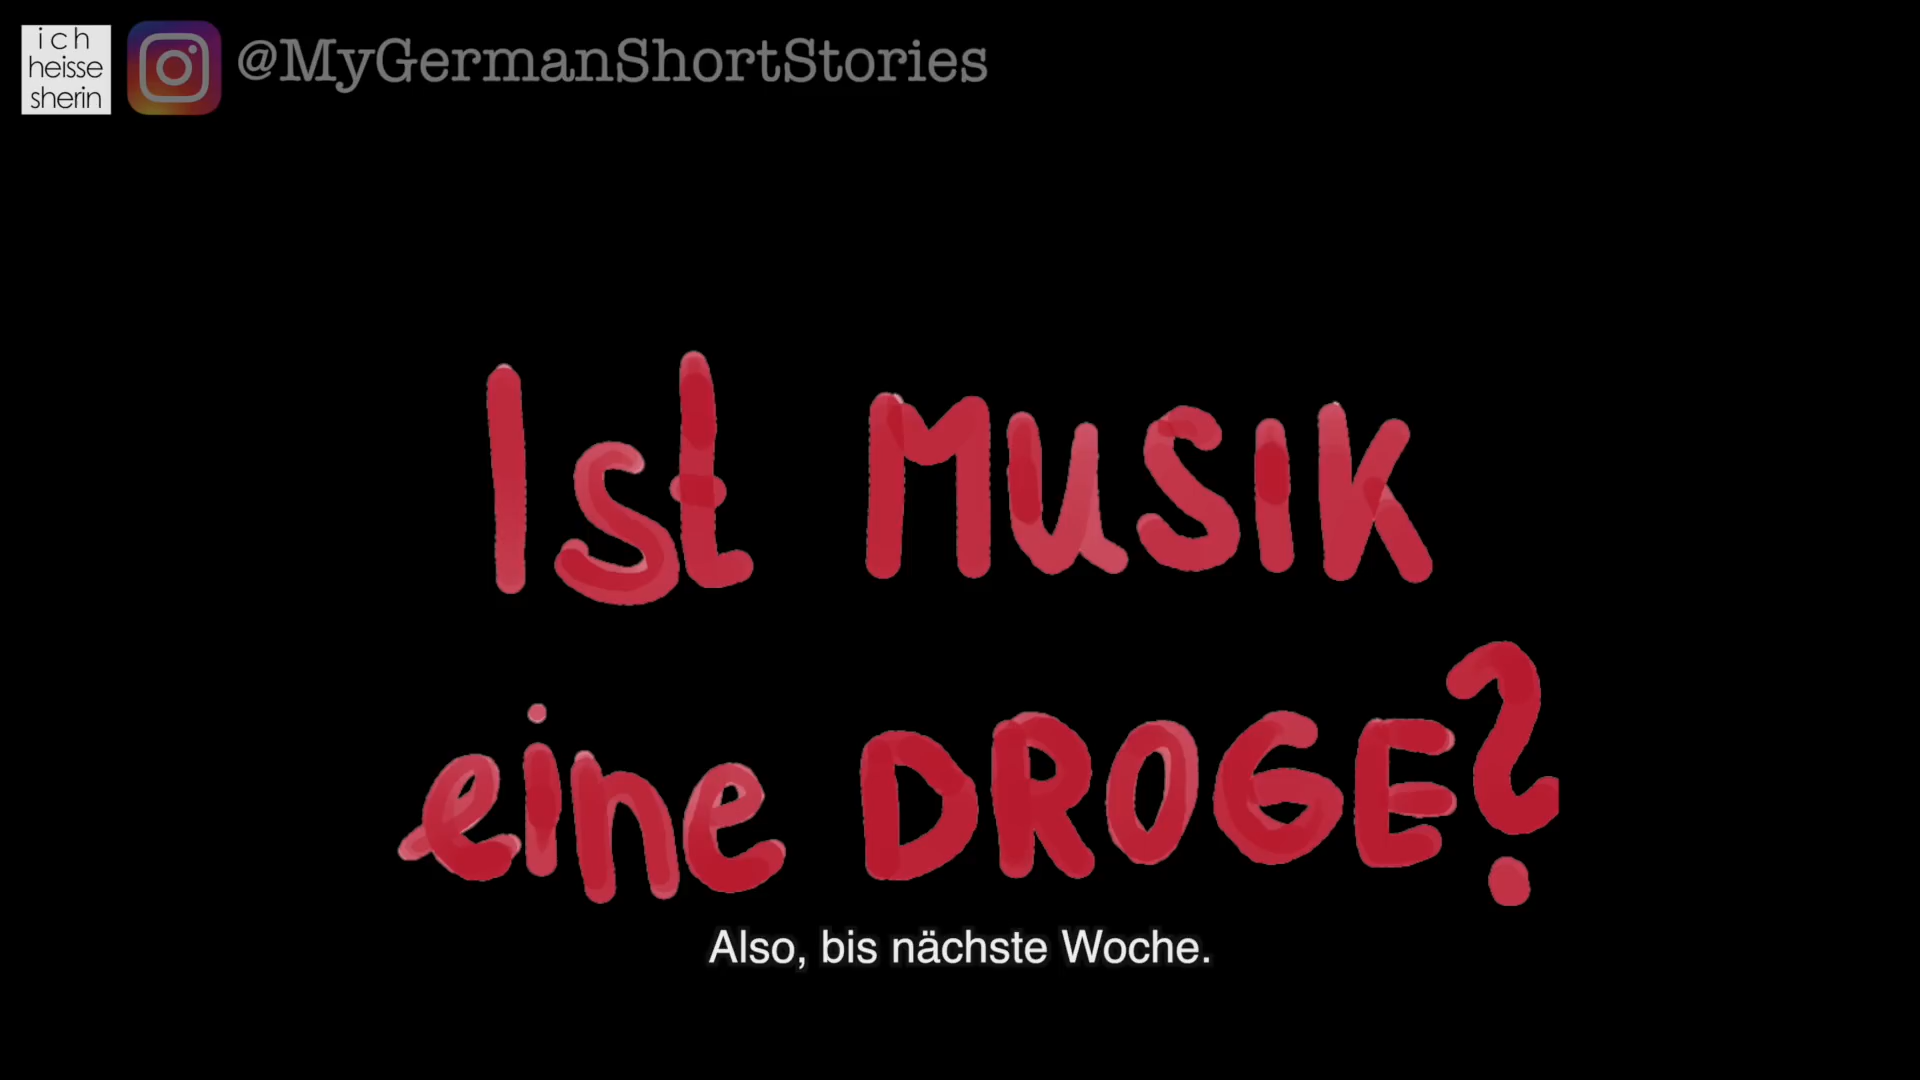 ich
heisse
sherin
@MyGermanShortStories
Ist MUSIK
eine DROGE?
Also, bis nächste Woche.